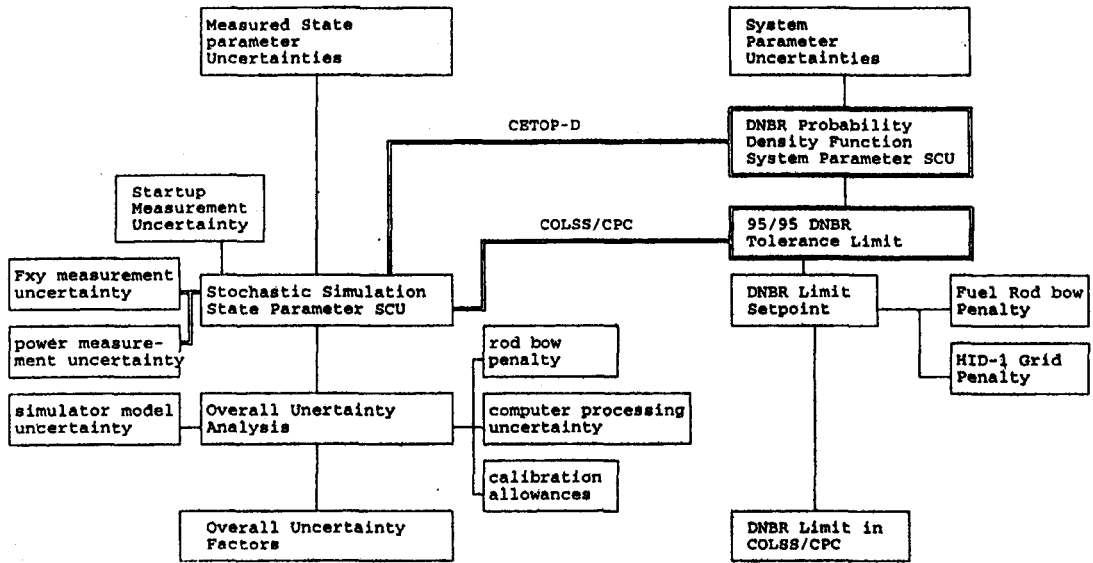 Measured State
parameter
Uncertainties
System
Parameter
Uncertainties
CETOP-D
DNBR Probability
Density Function
System Parameter SCU
Startup
Measurement
Uncertainty
COLSS/CPC
95/95 DNBR
Tolerance Limit
Fxy measurement
uncertainty
Stochastic Simulation
State Parameter SCU
DNBR Limit
Setpoint
Fuel Rod bow
Penalty
power measure-
ment uncertainty
rod bow
penalty
HID-1 Grid
Penalty
simulator model
uncertainty
Overall Unertainty
Analysis
computer processing
uncertainty
calibration
allowances
Overall Uncertainty
Factors
DNBR Limit in
COLSS/CPC